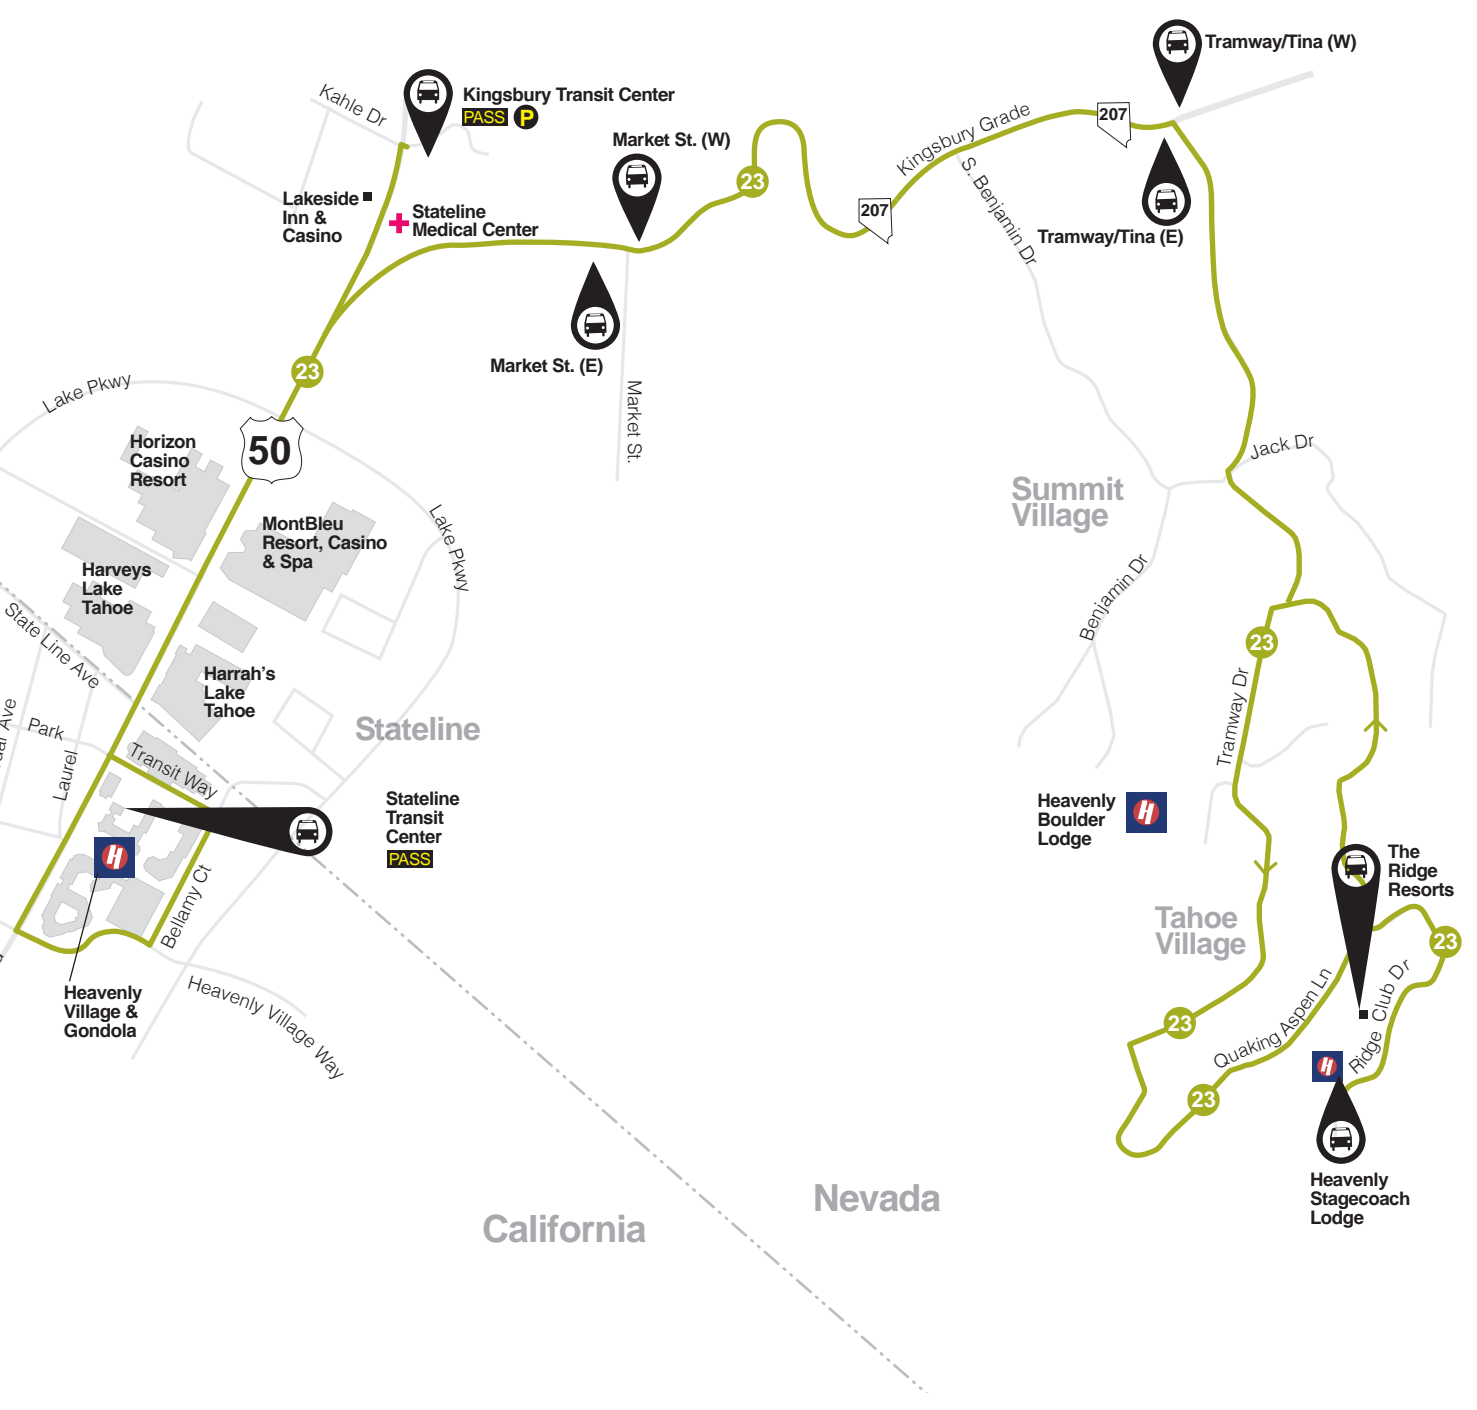 Tramway/Tina (W)
Kahle Dr
Kingsbury Transit Center
PASS P
Market St. (W)
207
Kingsbury Grade
23
S. Benjamin Dr
Lakeside
Inn &
Casino
Stateline
Medical Center
207
Tramway/Tina (E)
Market St. (E)
23
Lake Pkwy
Market St.
50
Horizon
Casino
Resort
Jack Dr
Summit
Village
MontBleu
Resort, Casino
& Spa
Lake Pkwy
Harveys
Lake
Tahoe
Benjamin Dr
State Line Ave
23
Harrah's
Lake
Tahoe
Tramway Dr
Stateline
Ave
Park
Laurel
Transit Way
Stateline
Transit
Center
PASS
Heavenly
Boulder
Lodge
H
H
The
Ridge
Resorts
Bellamy Ct
Tahoe
Village
23
Heavenly
Village &
Gondola
Heavenly Village Way
23
Quaking Aspen Ln
Ridge Club Dr
H
23
Heavenly
Stagecoach
Lodge
Nevada
California